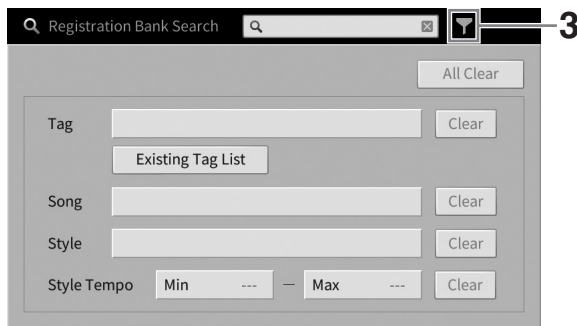 Registration Bank Search
3
All Clear
Tag Clear
Existing Tag List
Song Clear
Style Clear
Style Tempo Min --- — Max --- Clear